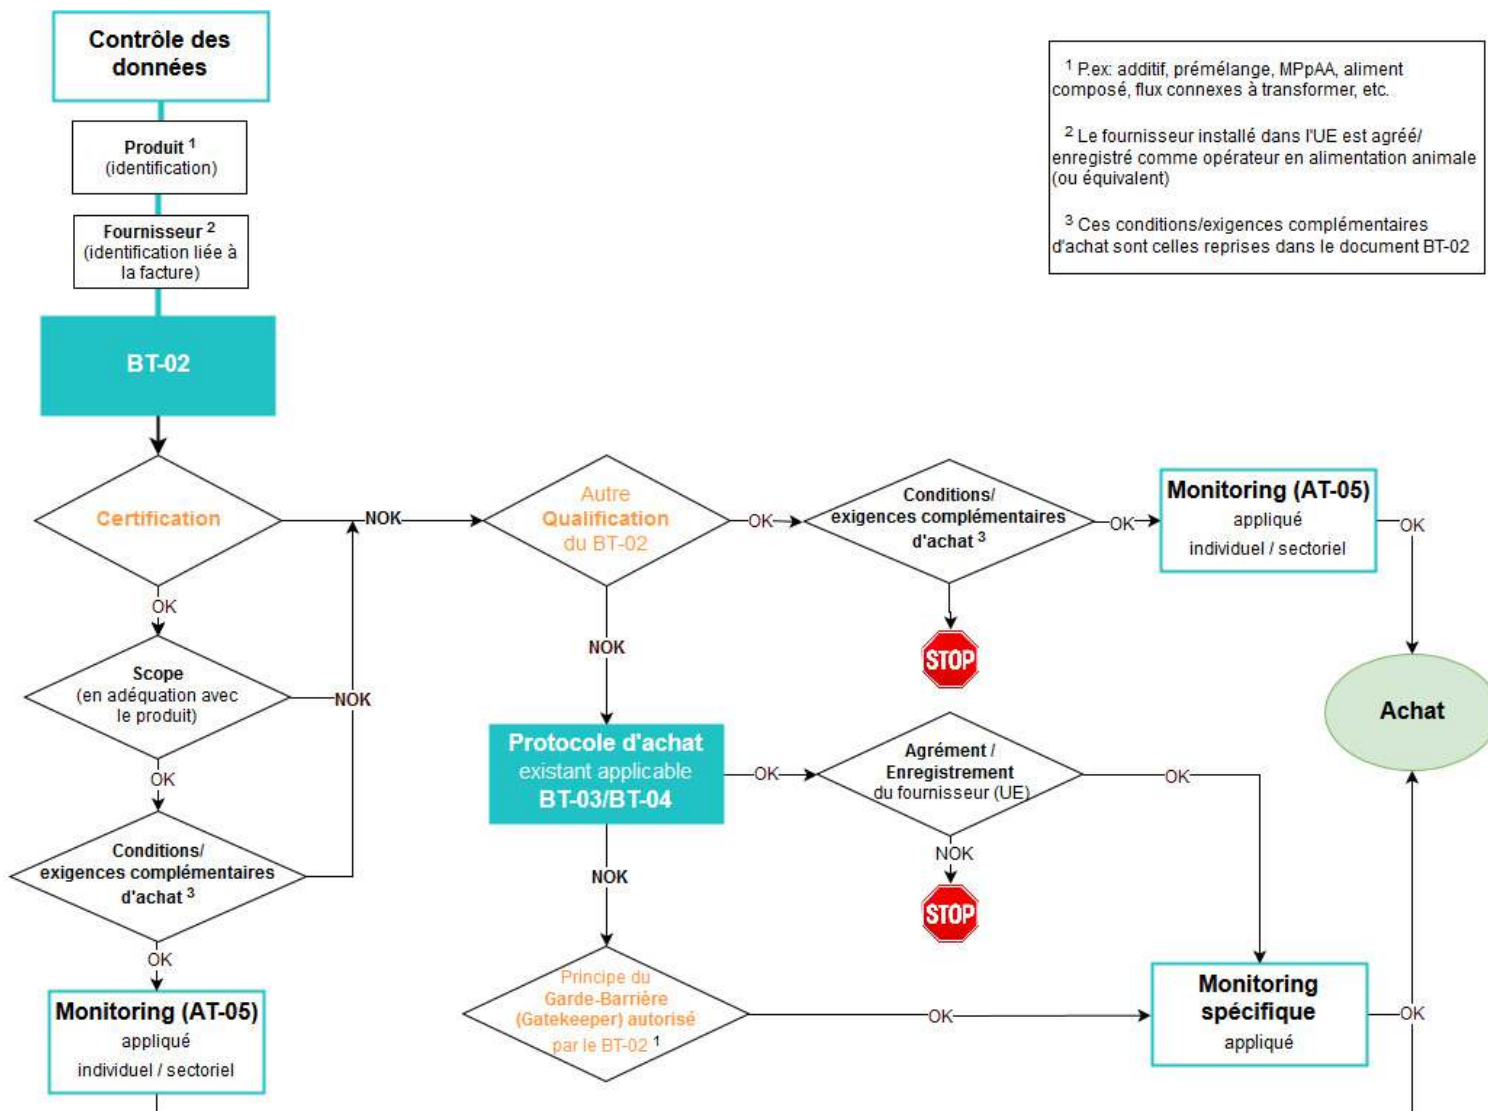 Contrôle des
données
Produit ¹
(identification)
Fournisseur ²
(identification liée à
la facture)
BT-02
¹ P.ex: additif, prémélange, MPpAA, aliment
composé, flux connexes à transformer, etc.
² Le fournisseur installé dans l'UE est agréé/
enregistré comme opérateur en alimentation animale
(ou équivalent)
³ Ces conditions/exigences complémentaires
d'achat sont celles reprises dans le document BT-02
Certification
NOK
Autre
Qualification
du BT-02
OK
Conditions/
exigences complémentaires
d'achat ³
OK
Monitoring (AT-05)
appliqué
individuel / sectoriel
OK
OK
Scope
(en adéquation avec
le produit)
NOK
NOK
STOP
Achat
OK
Protocole d'achat
existant applicable
BT-03/BT-04
OK
Agrément /
Enregistrement
du fournisseur (UE)
OK
NOK
STOP
Conditions/
exigences complémentaires
d'achat ³
NOK
OK
Principe du
Garde-Barrière
(Gatekeeper) autorisé
par le BT-02 ¹
OK
Monitoring
spécifique
appliqué
OK
Monitoring (AT-05)
appliqué
individuel / sectoriel